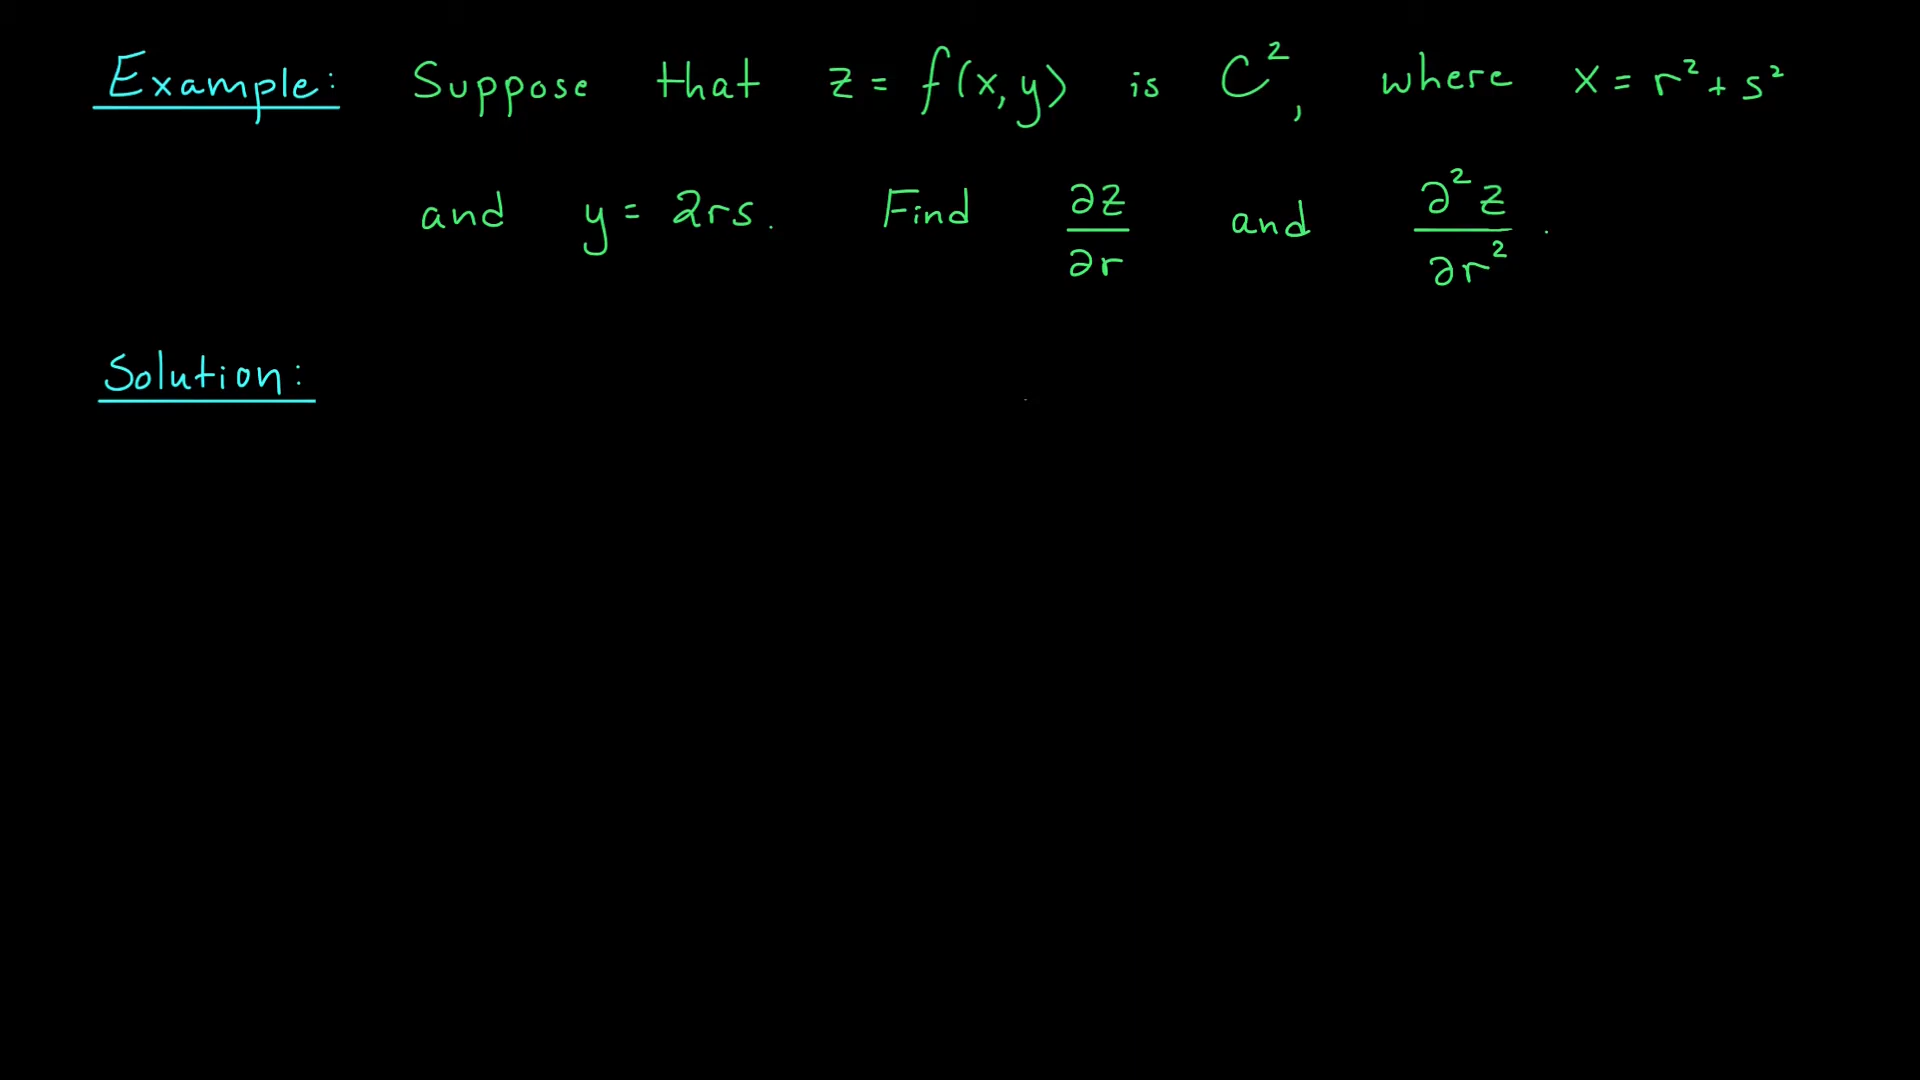 Example: Suppose that z = f(x,y) is C², where x = r² + s²
and y = 2rs. Find ∂z/∂r and ∂²z/∂r².
Solution: